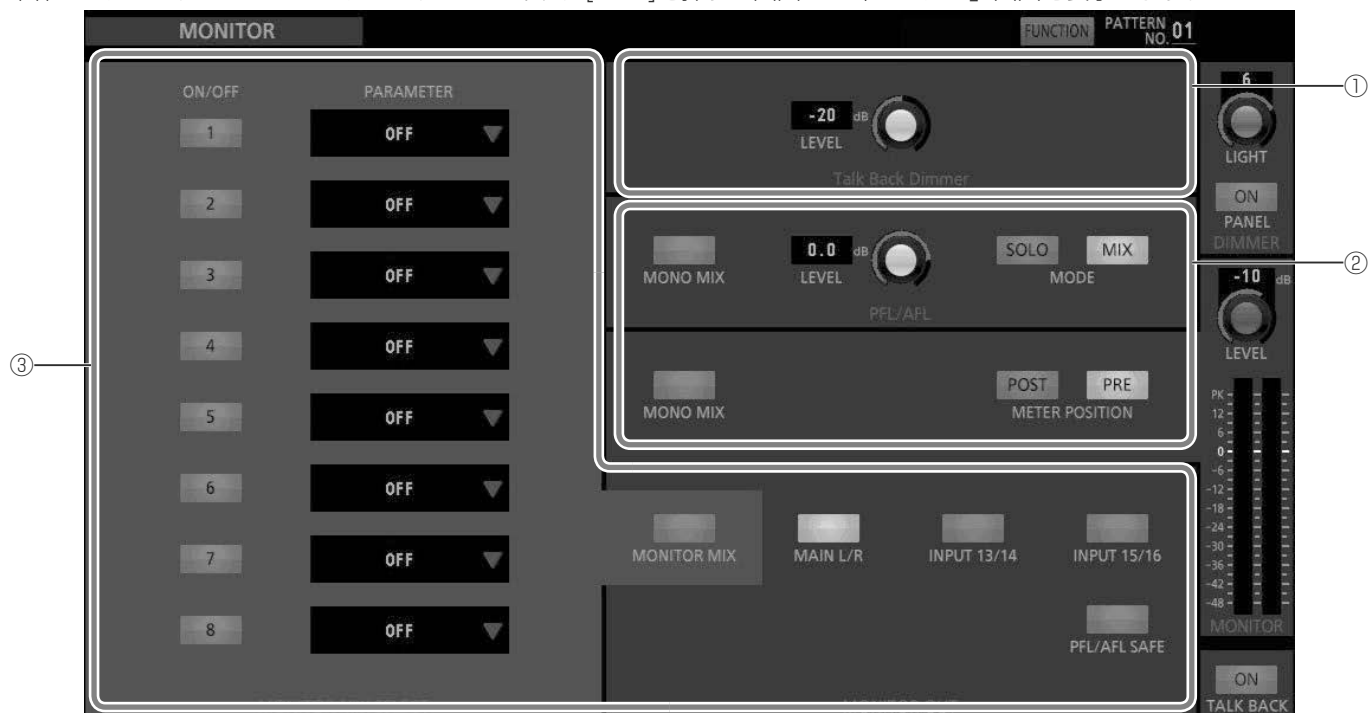 MONITOR
FUNCTION
PATTERN NO. 01
ON/OFF
PARAMETER
1 OFF
2 OFF
3 OFF
4 OFF
5 OFF
6 OFF
7 OFF
8 OFF
①
-20 dB
LEVEL
Talk Back Dimmer
②
MONO MIX
0.0 dB
LEVEL
PFL/AFL
SOLO MIX
MODE
MONO MIX
POST PRE
METER POSITION
③
MONITOR MIX
MAIN L/R
INPUT 13/14
INPUT 15/16
PFL/AFL SAFE
6
LIGHT
ON
PANEL
DIMMER
-10 dB
LEVEL
PK
12
6
0
-6
-12
-18
-24
-30
-36
-42
-48
MONITOR
ON
TALK BACK